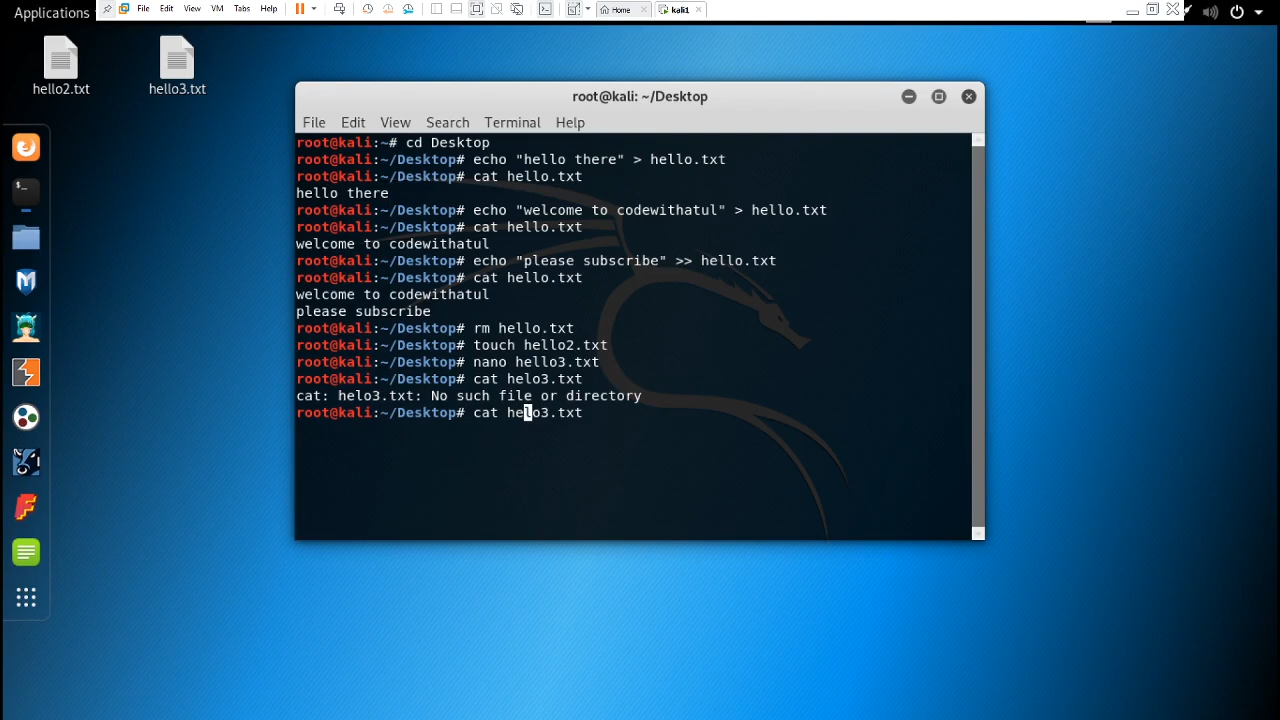 Applications
File Edit View VM Tabs Help
Home
kali1
hello2.txt
hello3.txt
root@kali: ~/Desktop
File Edit View Search Terminal Help
root@kali:~# cd Desktop
root@kali:~/Desktop# echo "hello there" > hello.txt
root@kali:~/Desktop# cat hello.txt
hello there
root@kali:~/Desktop# echo "welcome to codewithatul" > hello.txt
root@kali:~/Desktop# cat hello.txt
welcome to codewithatul
root@kali:~/Desktop# echo "please subscribe" >> hello.txt
root@kali:~/Desktop# cat hello.txt
welcome to codewithatul
please subscribe
root@kali:~/Desktop# rm hello.txt
root@kali:~/Desktop# touch hello2.txt
root@kali:~/Desktop# nano hello3.txt
root@kali:~/Desktop# cat helo3.txt
cat: helo3.txt: No such file or directory
root@kali:~/Desktop# cat helo3.txt